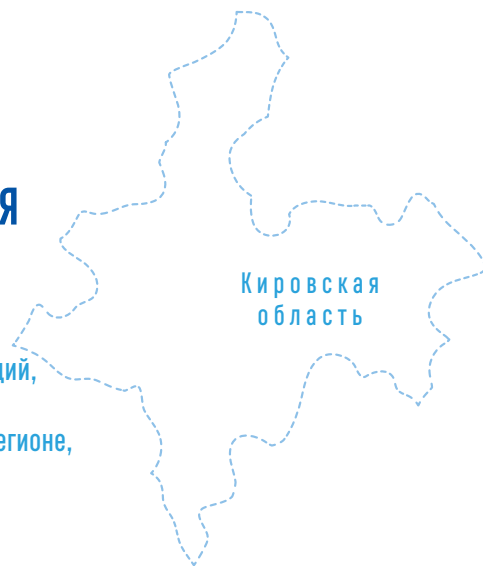 Я
Кировская
область
ций,
егионе,